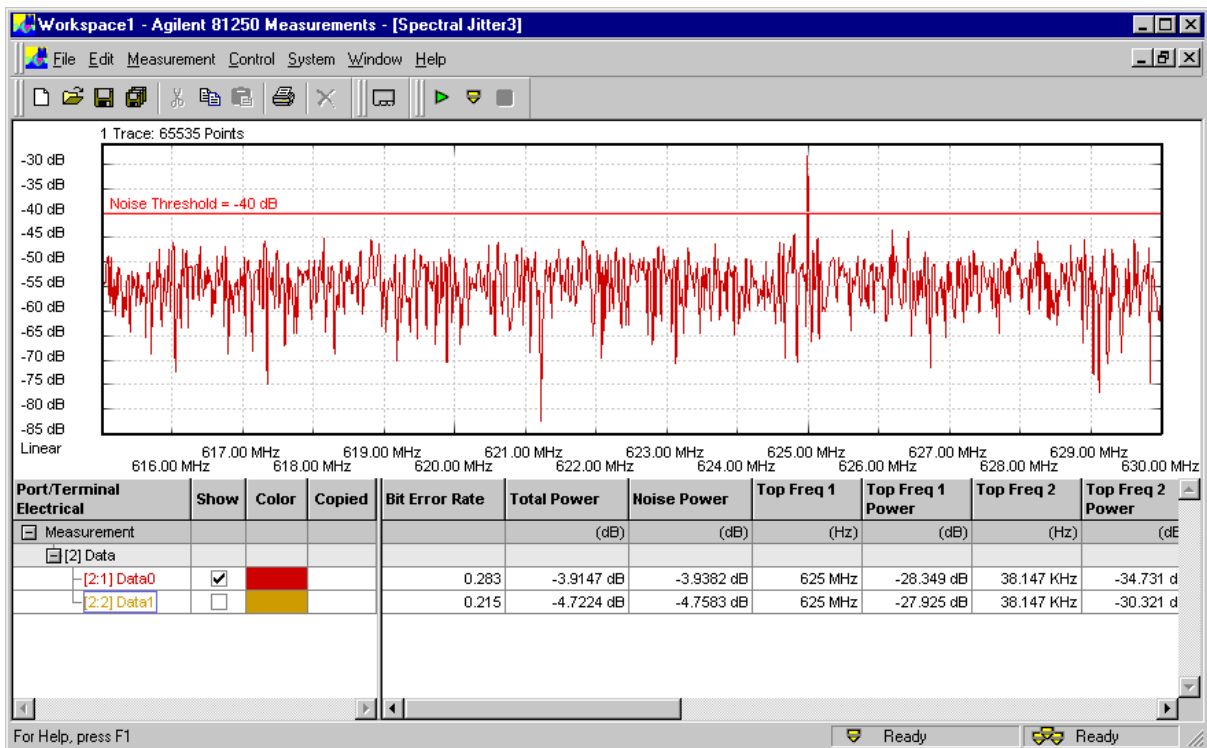 Workspace1 - Agilent 81250 Measurements - [Spectral Jitter3]
File Edit Measurement Control System Window Help
1 Trace: 65535 Points
-30 dB
-35 dB
-40 dB
-45 dB
-50 dB
-55 dB
-60 dB
-65 dB
-70 dB
-75 dB
-80 dB
-85 dB
Noise Threshold = -40 dB
Linear
617.00 MHz 619.00 MHz 621.00 MHz 623.00 MHz 625.00 MHz 627.00 MHz 629.00 MHz
616.00 MHz 618.00 MHz 620.00 MHz 622.00 MHz 624.00 MHz 626.00 MHz 628.00 MHz 630.00 MHz
Port/Terminal Electrical Show Color Copied Bit Error Rate Total Power Noise Power Top Freq 1 Top Freq 1 Power Top Freq 2 Top Freq 2 Power
Measurement (dB) (dB) (Hz) (dB) (Hz) (dB
[2] Data
[2:1] Data0 0.283 -3.9147 dB -3.9382 dB 625 MHz -28.349 dB 38.147 KHz -34.731 d
[2:2] Data1 0.215 -4.7224 dB -4.7583 dB 625 MHz -27.925 dB 38.147 KHz -30.321 d
For Help, press F1 Ready Ready